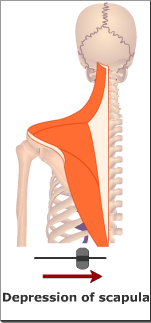 Depression of scapula